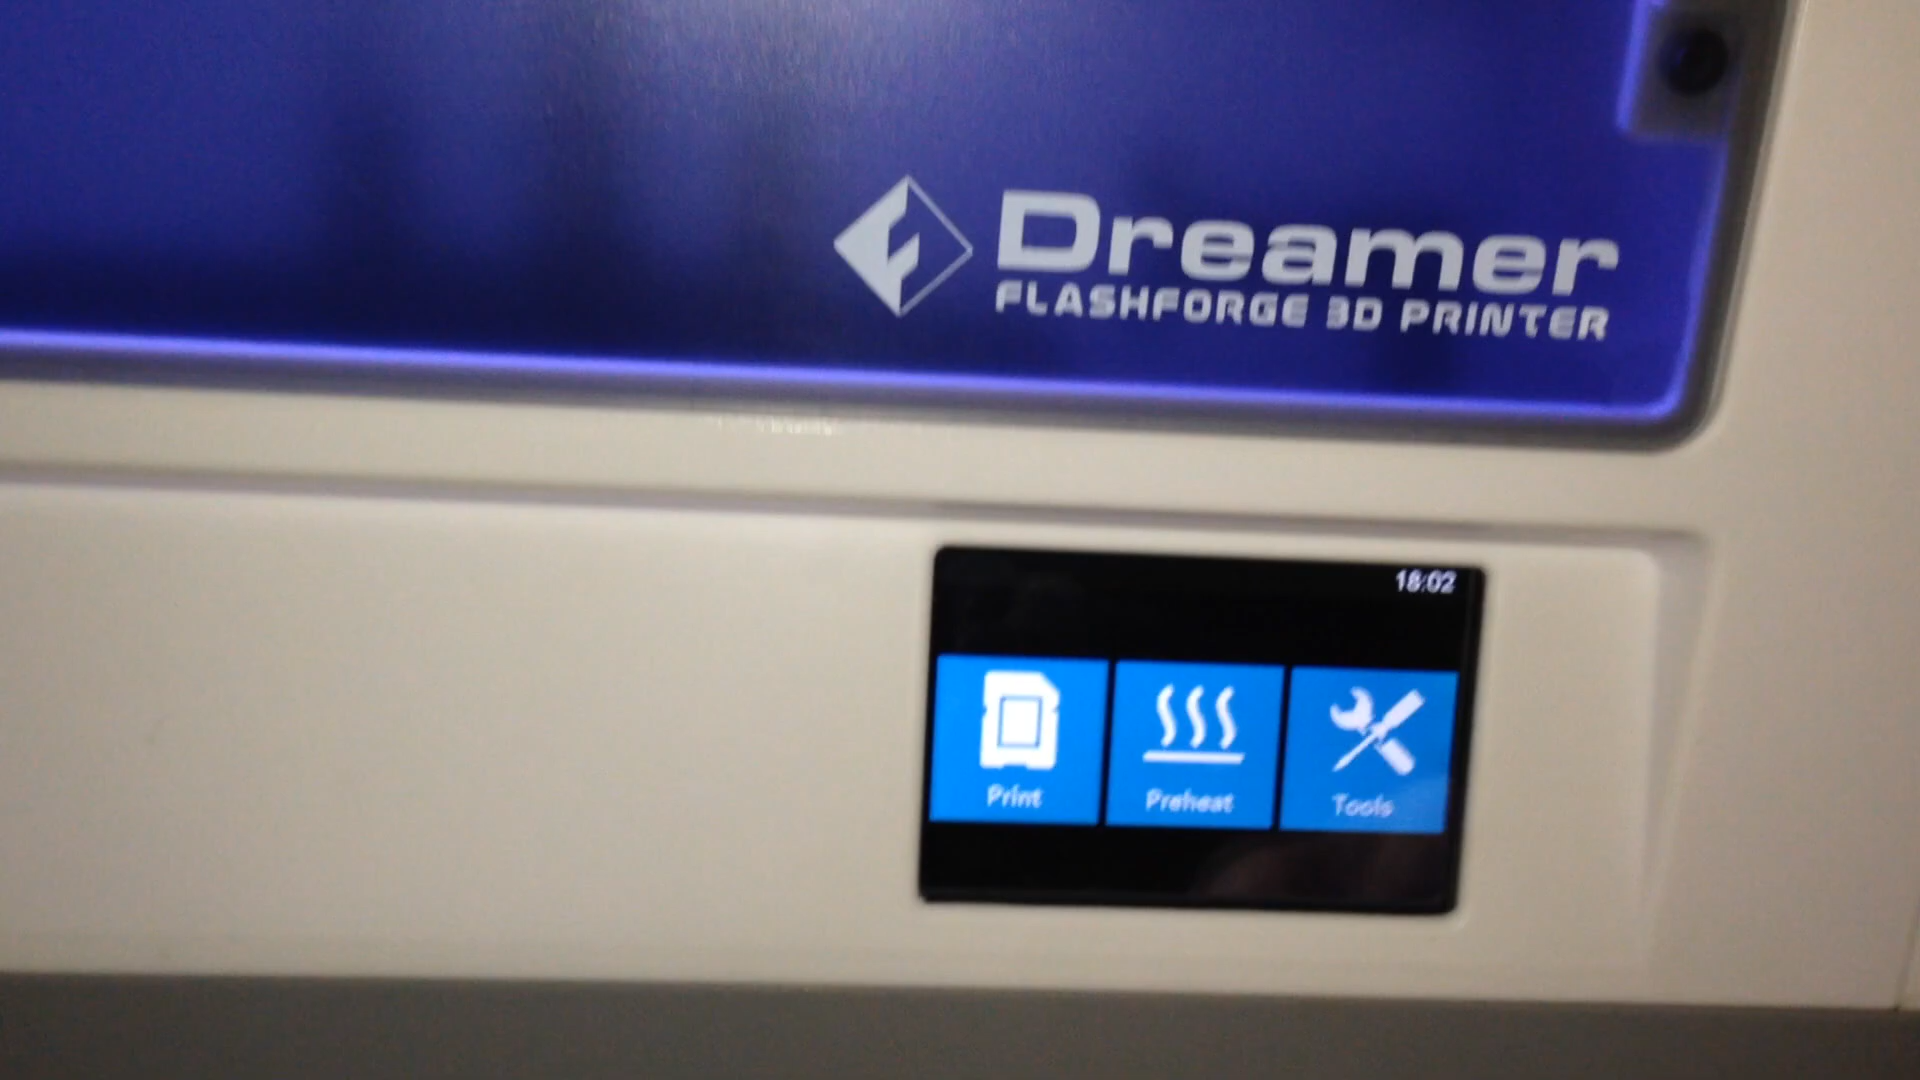 Dreamer
FLASHFORGE 3D PRINTER
18:02
Print
Preheat
Tools